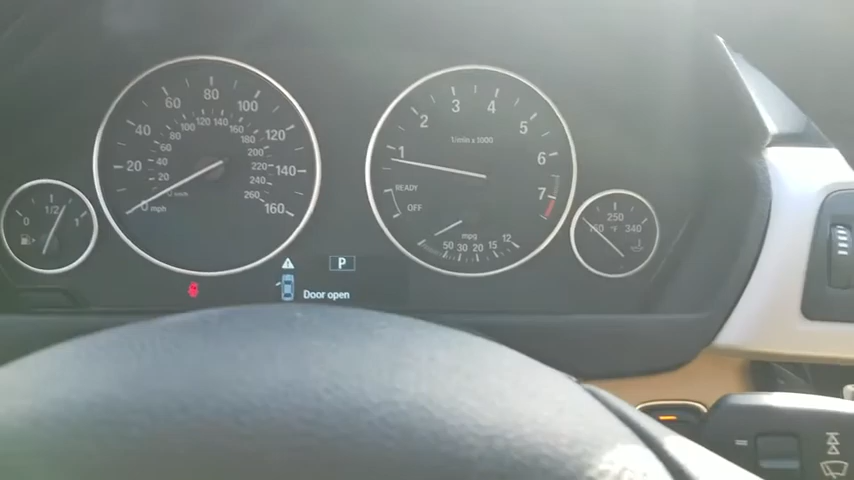 0 1/2 1
0 20 40 60 80 100 120 140 160
20 40 60 80 100 120 140 160 180 200 220 240 260
km/h
mph
1 2 3 4 5 6 7
1/min x 1000
READY
OFF
mpg
50 30 20 15 12
250
°F 340
P
Door open